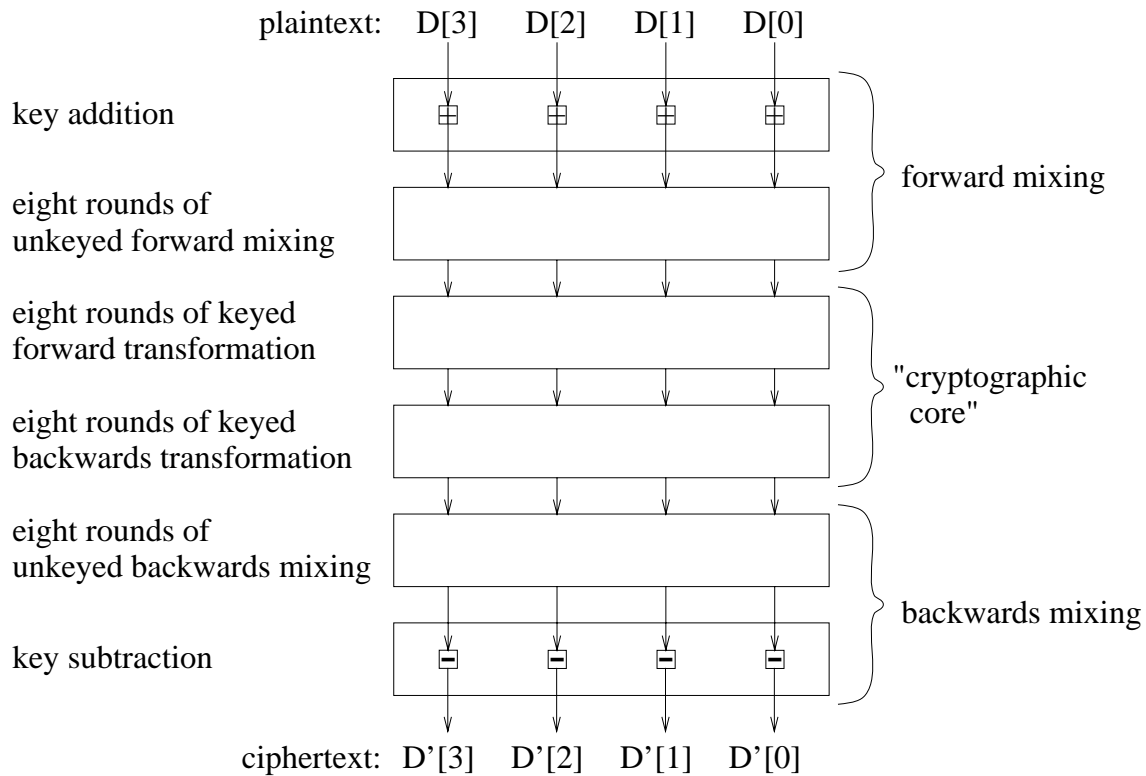 plaintext: D[3] D[2] D[1] D[0]
key addition
forward mixing
eight rounds of
unkeyed forward mixing
eight rounds of keyed
forward transformation
"cryptographic
core"
eight rounds of keyed
backwards transformation
eight rounds of
unkeyed backwards mixing
backwards mixing
key subtraction
ciphertext: D’[3] D’[2] D’[1] D’[0]